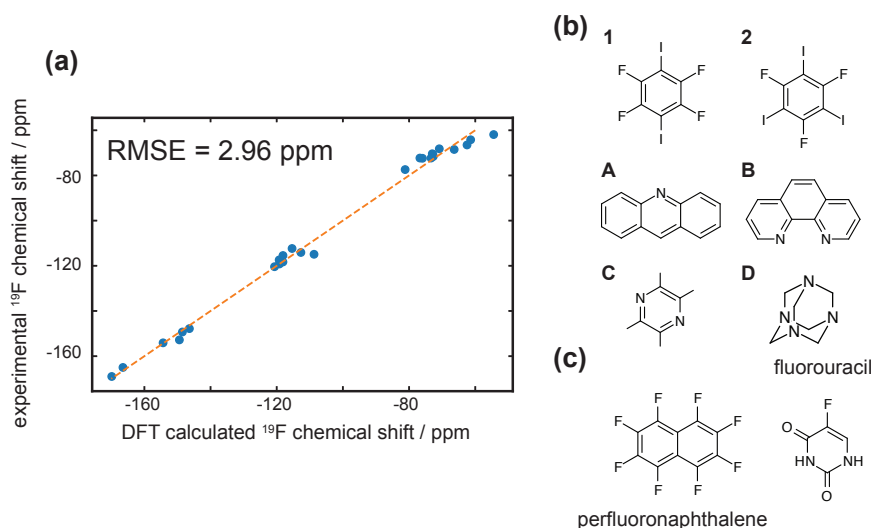 (a)
experimental ¹⁹F chemical shift / ppm
RMSE = 2.96 ppm
-80
-120
-160
-160
-120
-80
DFT calculated ¹⁹F chemical shift / ppm
(b)
1
2
I
F
F
F
F
I
I
F
F
I
I
F
A
B
N
N
N
C
D
N
N
N
N
N
N
fluorouracil
(c)
F
F
F
F
F
F
F
F
perfluoronaphthalene
F
O
NH
NH
O